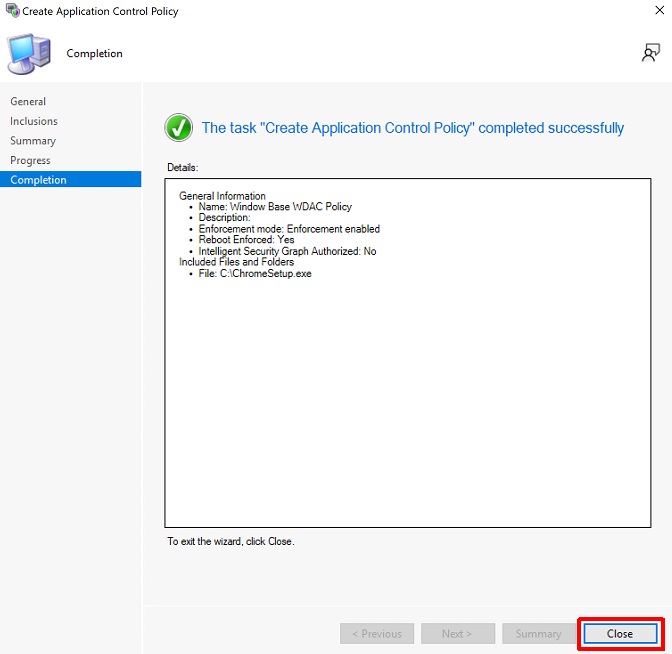 Create Application Control Policy
Completion
General
Inclusions
Summary
Progress
Completion
The task "Create Application Control Policy" completed successfully
Details:
General Information
• Name: Window Base WDAC Policy
• Description:
• Enforcement mode: Enforcement enabled
• Reboot Enforced: Yes
• Intelligent Security Graph Authorized: No
Included Files and Folders
• File: C:\ChromeSetup.exe
To exit the wizard, click Close.
< Previous
Next >
Summary
Close